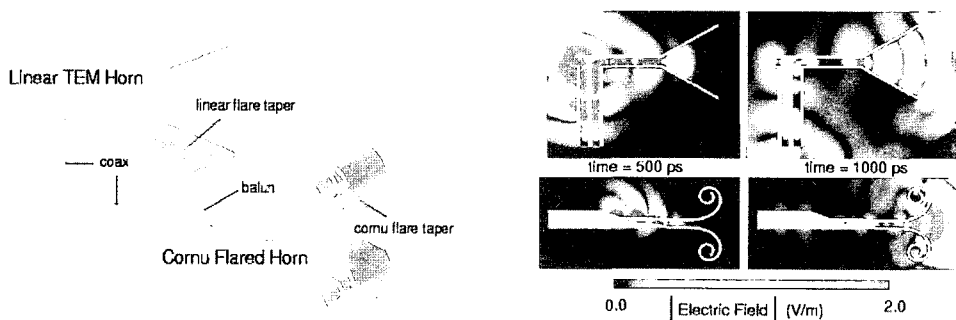 Linear TEM Horn
linear flare taper
coax
balun
cornu flare taper
Cornu Flared Horn
time = 500 ps
time = 1000 ps
0.0
| Electric Field | (V/m)
2.0